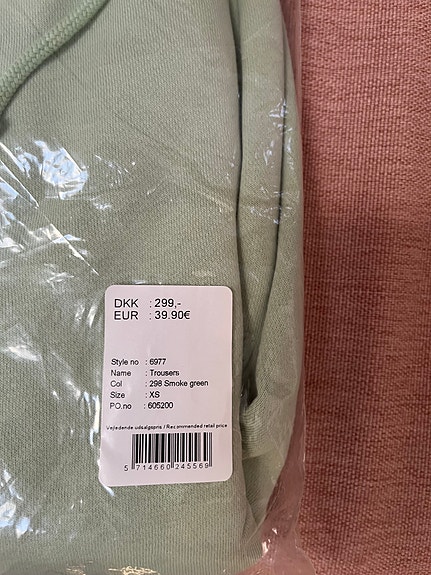 DKK : 299,-
EUR : 39.90€
Style no : 6977
Name : Trousers
Col : 298 Smoke green
Size : XS
PO.no : 605200
Vejledende udsalgspris / Recommended retail price
5 714660 245569